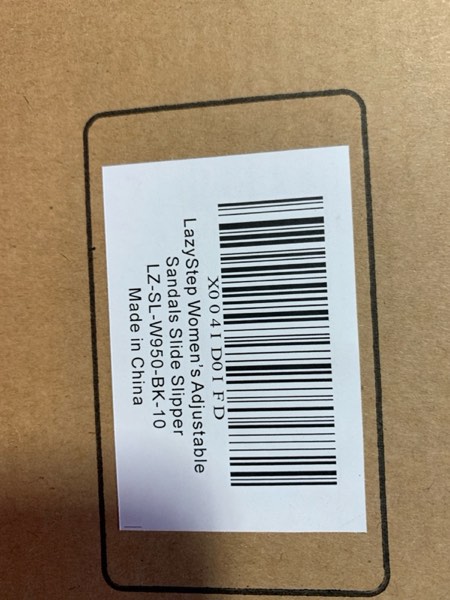 X0041D01FD
LazyStep Women's Adjustable
Sandals Slide Slipper
LZ-SL-W950-BK-10
Made in China